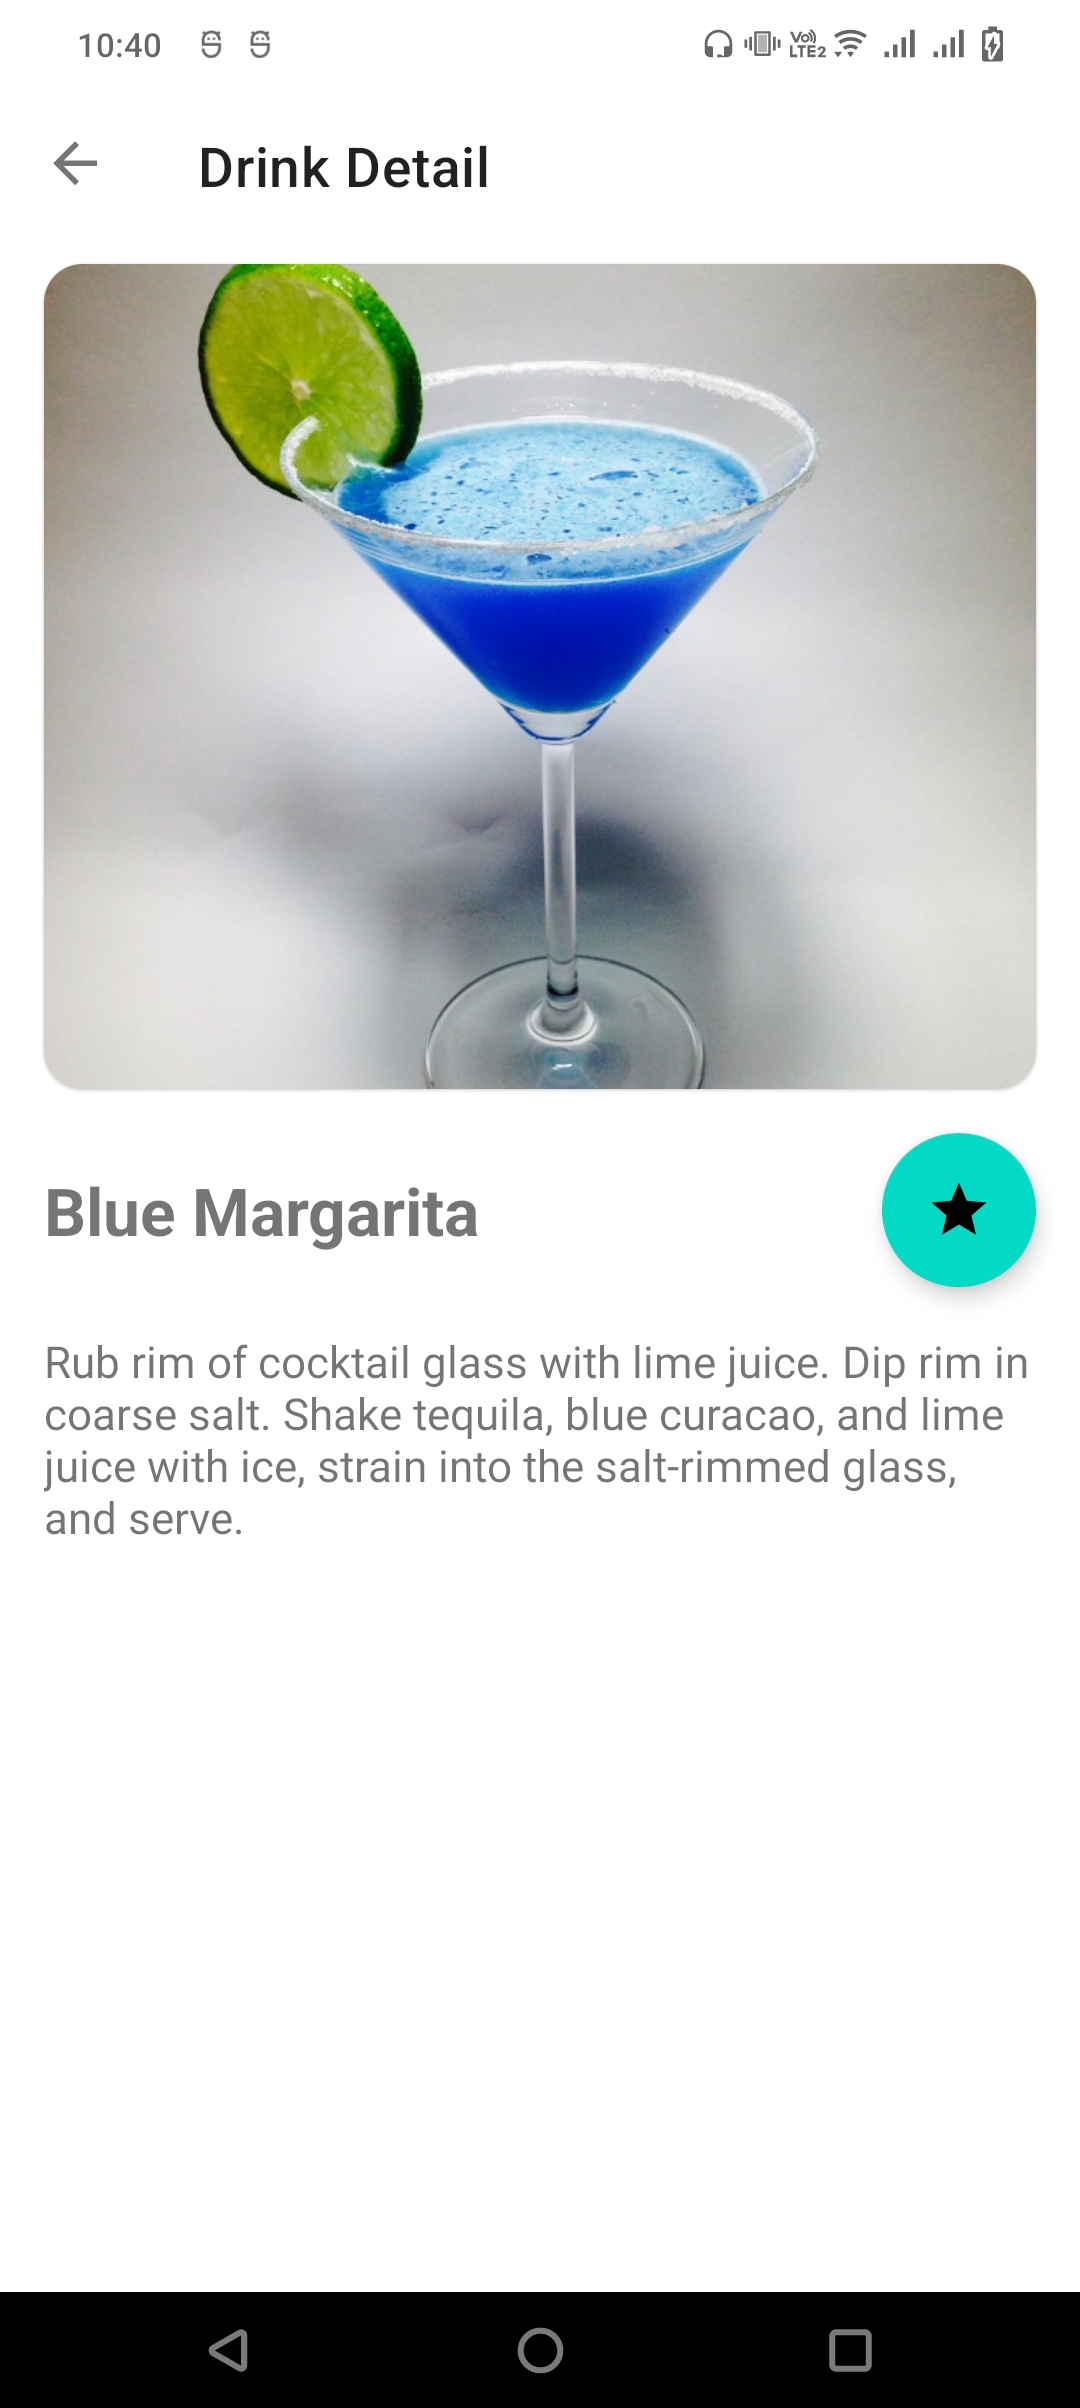 10:40
Vo)) LTE2
Drink Detail
Blue Margarita
Rub rim of cocktail glass with lime juice. Dip rim in
coarse salt. Shake tequila, blue curacao, and lime
juice with ice, strain into the salt-rimmed glass,
and serve.